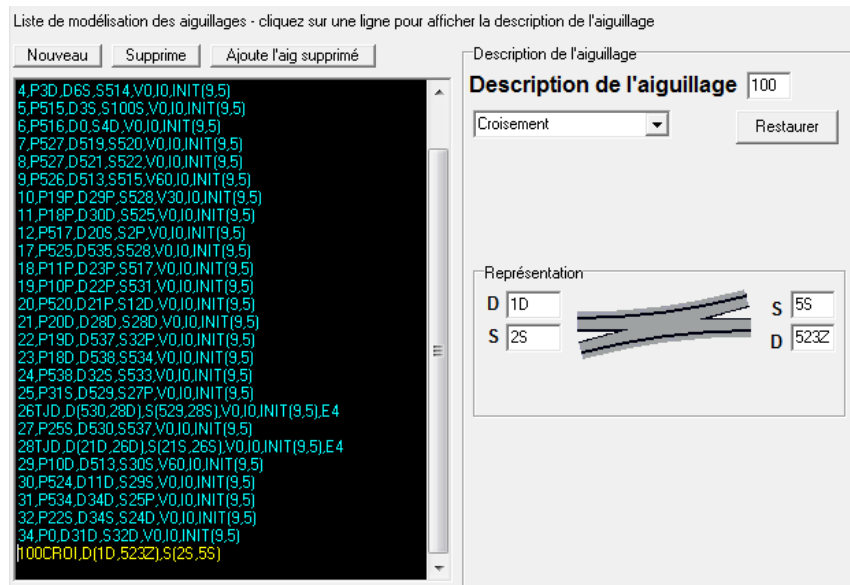 Liste de modélisation des aiguillages - cliquez sur une ligne pour afficher la description de l'aiguillage
Nouveau Supprime Ajoute l'aig supprimé
4,P3D,D6S,S514,V0,I0,INIT(9,5)
5,P515,D3S,S100S,V0,I0,INIT(9,5)
6,P516,D0,S4D,V0,I0,INIT(9,5)
7,P527,D519,S520,V0,I0,INIT(9,5)
8,P527,D521,S522,V0,I0,INIT(9,5)
9,P526,D513,S515,V60,I0,INIT(9,5)
10,P19P,D29P,S528,V30,I0,INIT(9,5)
11,P18P,D30D,S525,V0,I0,INIT(9,5)
12,P517,D20S,S2P,V0,I0,INIT(9,5)
17,P525,D535,S528,V0,I0,INIT(9,5)
18,P11P,D23P,S517,V0,I0,INIT(9,5)
19,P10P,D22P,S531,V0,I0,INIT(9,5)
20,P520,D21P,S12D,V0,I0,INIT(9,5)
21,P20D,D28D,S28D,V0,I0,INIT(9,5)
22,P19D,D537,S32P,V0,I0,INIT(9,5)
23,P18D,D538,S534,V0,I0,INIT(9,5)
24,P538,D32S,S533,V0,I0,INIT(9,5)
25,P31S,D529,S27P,V0,I0,INIT(9,5)
26TJD,D(530,28D),S(529,28S),V0,I0,INIT(9,5),E4
27,P25S,D530,S537,V0,I0,INIT(9,5)
28TJD,D(21D,26D),S(21S,26S),V0,I0,INIT(9,5),E4
29,P10D,D513,S30S,V60,I0,INIT(9,5)
30,P524,D11D,S29S,V0,I0,INIT(9,5)
31,P534,D34D,S25P,V0,I0,INIT(9,5)
32,P22S,D34S,S24D,V0,I0,INIT(9,5)
34,P0,D31D,S32D,V0,I0,INIT(9,5)
100CROI,D(1D,523Z),S(2S,5S)
Description de l'aiguillage
Description de l'aiguillage 100
Croisement Restaurer
Représentation
D 1D S 5S
S 2S D 523Z